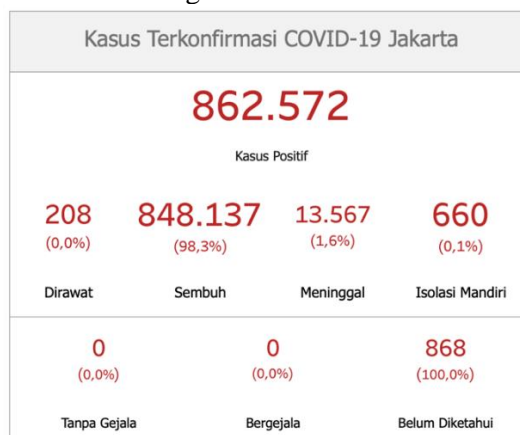 Kasus Terkonfirmasi COVID-19 Jakarta
862.572
Kasus Positif
208 848.137 13.567 660
(0,0%) (98,3%) (1,6%) (0,1%)
Dirawat Sembuh Meninggal Isolasi Mandiri
0 0 868
(0,0%) (0,0%) (100,0%)
Tanpa Gejala Bergejala Belum Diketahui